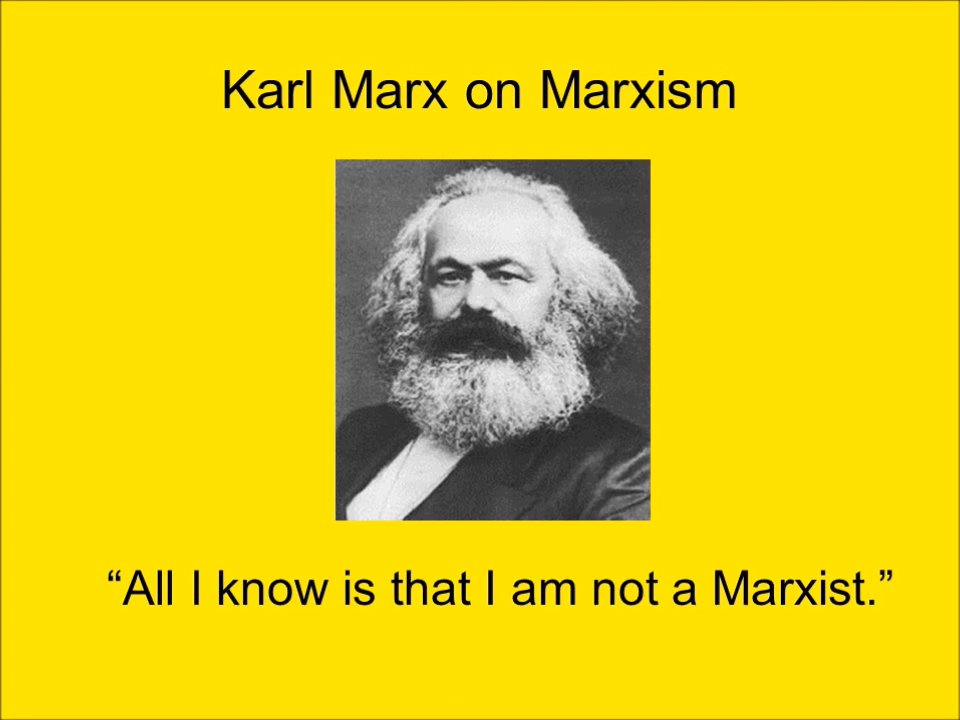 Karl Marx on Marxism
“All I know is that I am not a Marxist.”